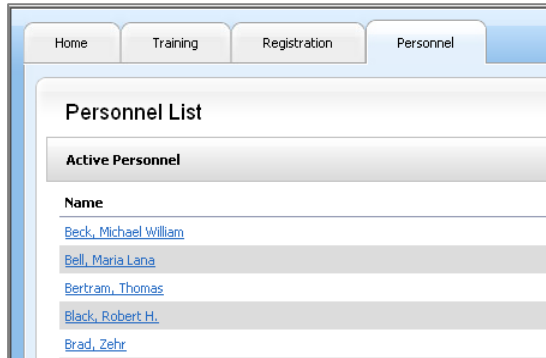 Home Training Registration Personnel
Personnel List
Active Personnel
Name
Beck, Michael William
Bell, Maria Lana
Bertram, Thomas
Black, Robert H.
Brad, Zehr